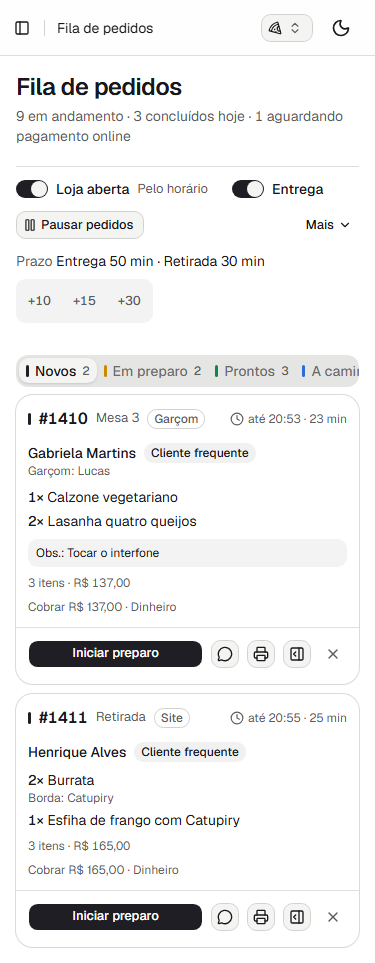 Fila de pedidos
Fila de pedidos
9 em andamento · 3 concluídos hoje · 1 aguardando
pagamento online
Loja aberta Pelo horário Entrega
Pausar pedidos Mais
Prazo Entrega 50 min · Retirada 30 min
+10 +15 +30
Novos 2 Em preparo 2 Prontos 3 A camin
#1410 Mesa 3 Garçom até 20:53 · 23 min
Gabriela Martins Cliente frequente
Garçom: Lucas
1× Calzone vegetariano
2× Lasanha quatro queijos
Obs.: Tocar o interfone
3 itens · R$ 137,00
Cobrar R$ 137,00 · Dinheiro
Iniciar preparo
#1411 Retirada Site até 20:55 · 25 min
Henrique Alves Cliente frequente
2× Burrata
Borda: Catupiry
1× Esfiha de frango com Catupiry
3 itens · R$ 165,00
Cobrar R$ 165,00 · Dinheiro
Iniciar preparo